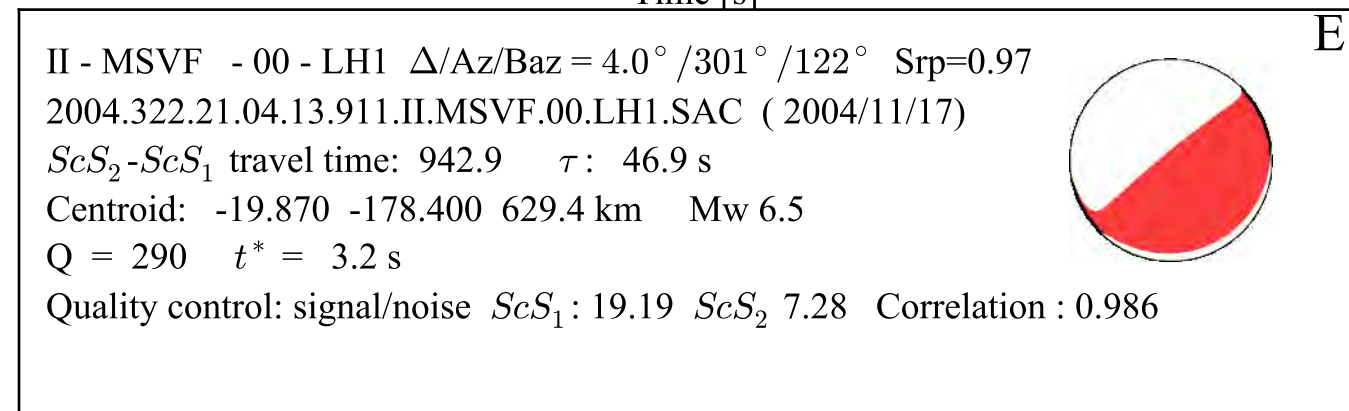 Time [s]
E
II - MSVF - 00 - LH1 Δ/Az/Baz = 4.0° /301° /122° Srp=0.97
2004.322.21.04.13.911.II.MSVF.00.LH1.SAC ( 2004/11/17)
ScS₂-ScS₁ travel time: 942.9 τ : 46.9 s
Centroid: -19.870 -178.400 629.4 km Mw 6.5
Q = 290 t* = 3.2 s
Quality control: signal/noise ScS₁: 19.19 ScS₂ 7.28 Correlation : 0.986